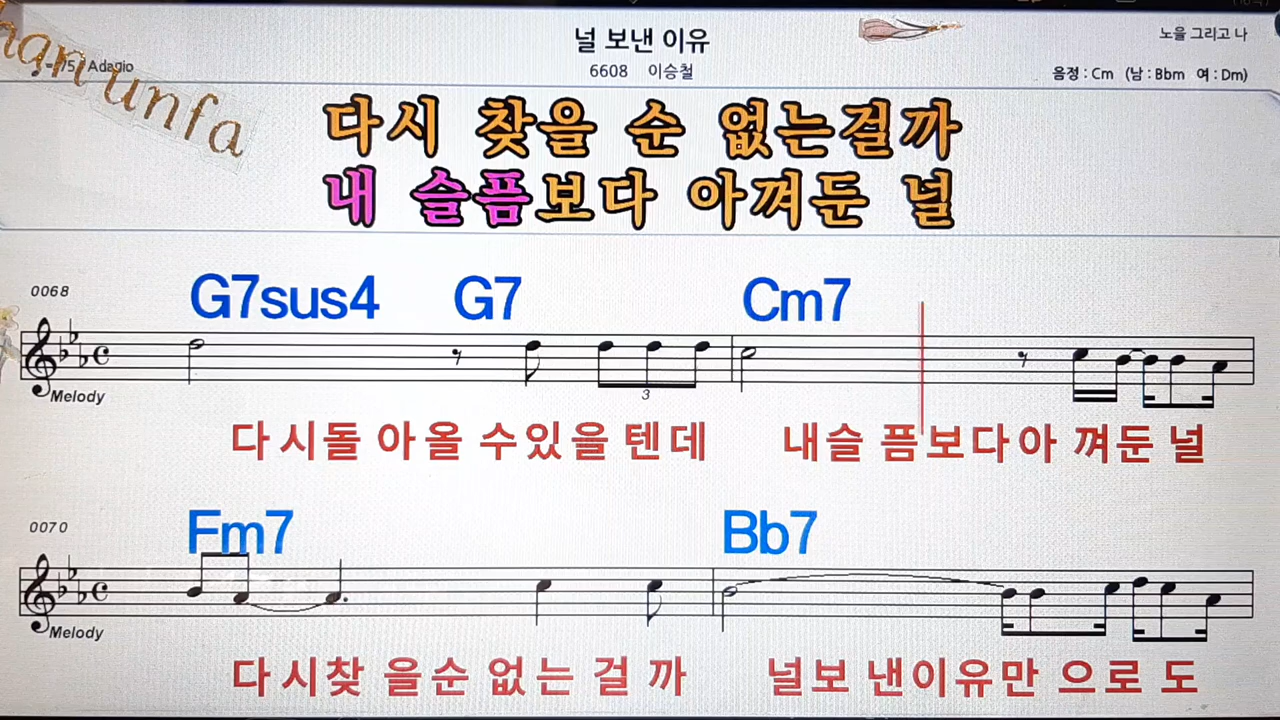 널 보낸 이유
노을 그리고 나
6608 이승철
Adagio
음정 : Cm (남 : Bbm 여 : Dm)
han unfa
다시 찾을 순 없는걸까
내 슬픔보다 아껴둔 널
0068
G7sus4 G7 Cm7
Melody
3
다시돌 아올 수있을 텐데 내슬 픔보다아 껴둔 널
0070
Fm7 Bb7
Melody
다시찾 을순 없는 걸 까 널보 낸이유만 으로 도